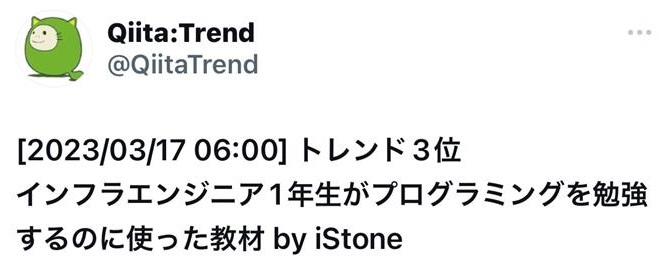 Qiita:Trend
@QiitaTrend
[2023/03/17 06:00] トレンド3位
インフラエンジニア1年生がプログラミングを勉強
するのに使った教材 by iStone